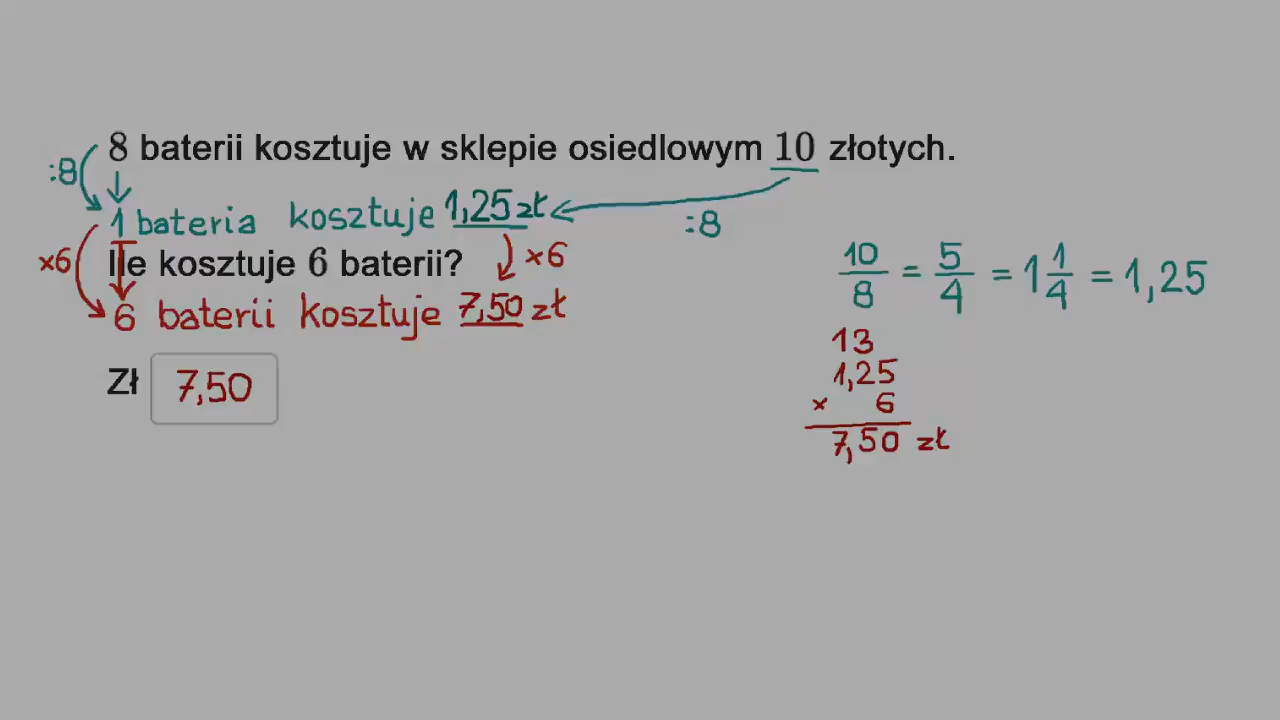 8 baterii kosztuje w sklepie osiedlowym 10 złotych.
:8
1 bateria kosztuje 1,25 zł
:8
x6
Ile kosztuje 6 baterii?
x6
6 baterii kosztuje 7,50 zł
Zł 7,50
10/8 = 5/4 = 1 1/4 = 1,25
13
1,25
x 6
7,50 zł